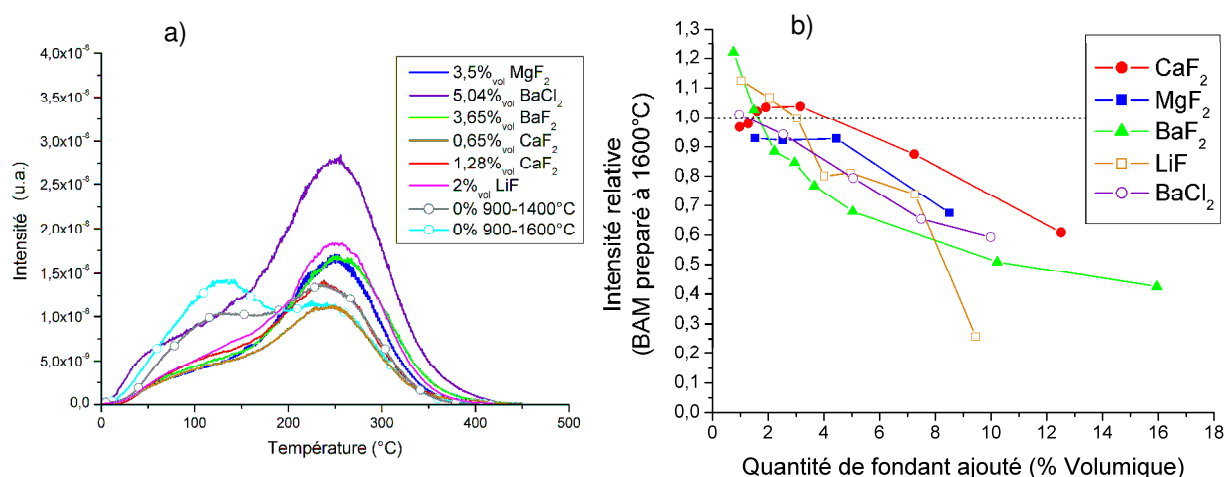 a)
4,0x10⁻⁸
3,5x10⁻⁸
3,0x10⁻⁸
2,5x10⁻⁸
2,0x10⁻⁸
1,5x10⁻⁸
1,0x10⁻⁸
5,0x10⁻⁹
0,0
0 100 200 300 400 500
Intensité (u.a.)
Température (°C)
3,5%vol MgF₂
5,04%vol BaCl₂
3,65%vol BaF₂
0,65%vol CaF₂
1,28%vol CaF₂
2%vol LiF
0% 900-1400°C
0% 900-1600°C
b)
1,3
1,2
1,1
1,0
0,9
0,8
0,7
0,6
0,5
0,4
0,3
0,2
0,1
0,0
0 2 4 6 8 10 12 14 16 18
Intensité relative
(BAM preparé à 1600°C)
Quantité de fondant ajouté (% Volumique)
CaF₂
MgF₂
BaF₂
LiF
BaCl₂